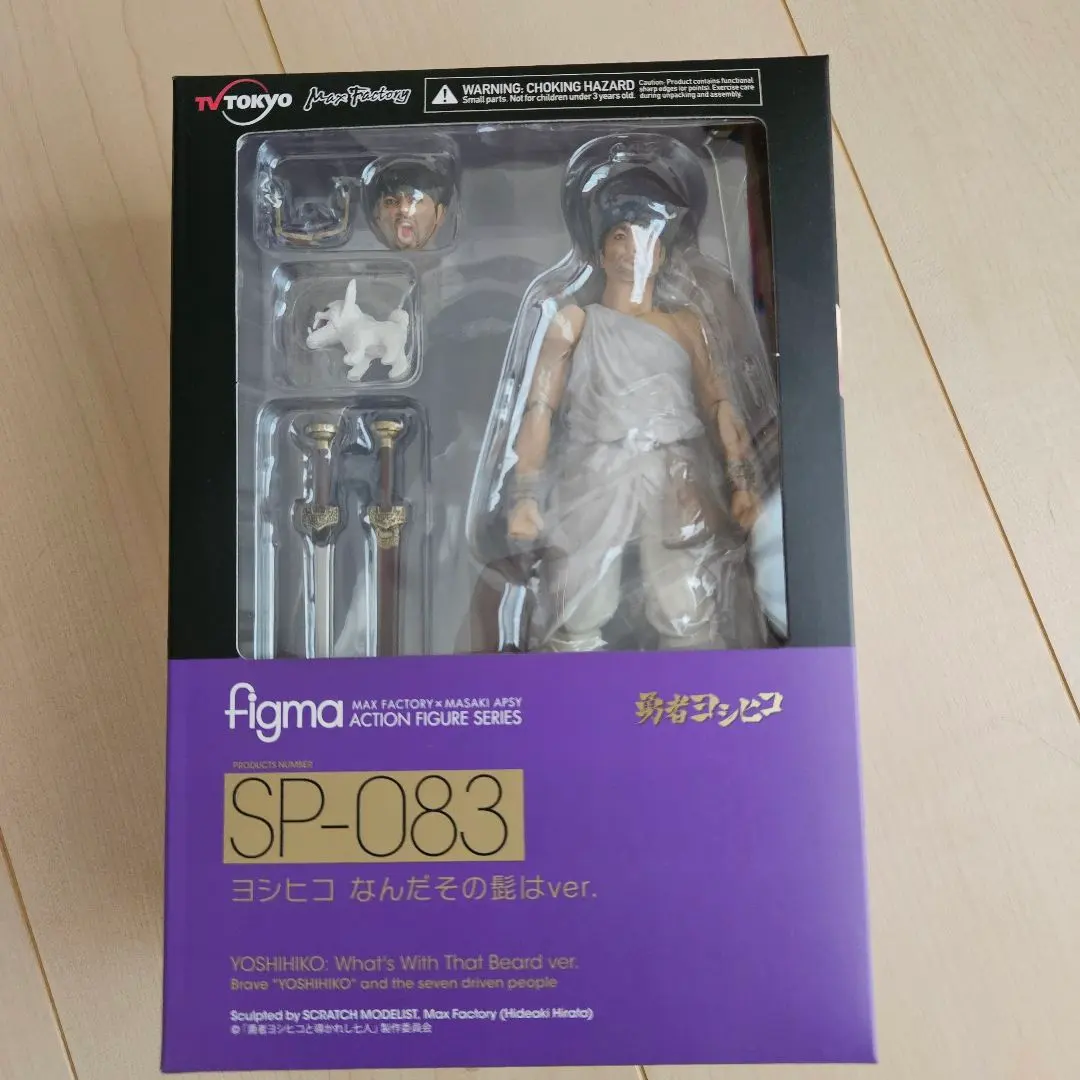 TV TOKYO
Max Factory
WARNING: CHOKING HAZARD
Small parts. Not for children under 3 years old.
Caution: Product contains functional
sharp edges (or points). Exercise care
during unpacking and assembly.
figma
MAX FACTORY × MASAKI APSY
ACTION FIGURE SERIES
勇者ヨシヒコ
PRODUCTS NUMBER
SP-083
ヨシヒコ なんだその髭はver.
YOSHIHIKO: What's With That Beard ver.
Brave "YOSHIHIKO" and the seven driven people
Sculpted by SCRATCH MODELIST, Max Factory (Hideaki Hirata)
©「勇者ヨシヒコと導かれし七人」製作委員会